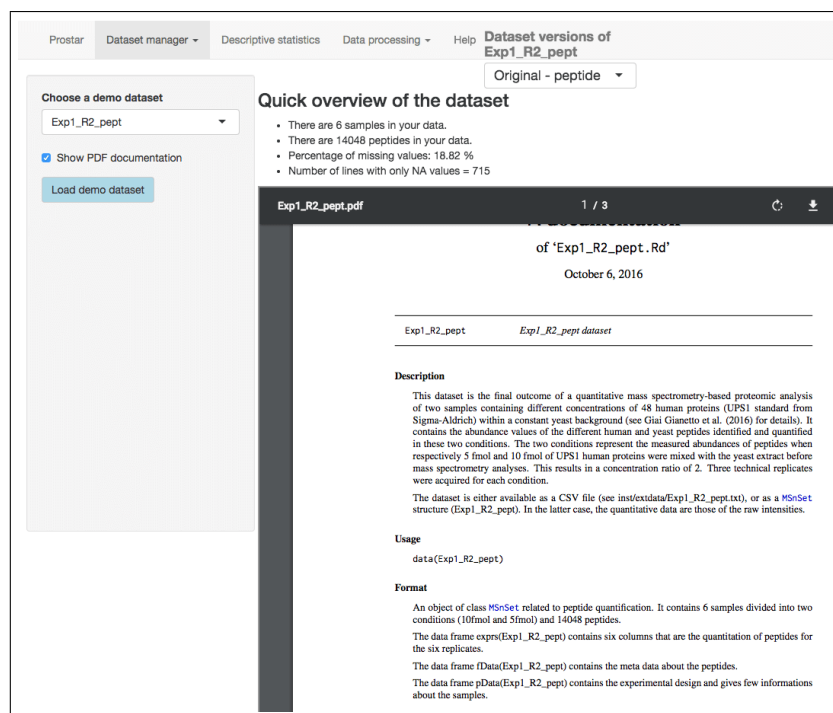 Prostar Dataset manager Descriptive statistics Data processing Help
Dataset versions of
Exp1_R2_pept
Original - peptide
Choose a demo dataset
Exp1_R2_pept
Show PDF documentation
Load demo dataset
Quick overview of the dataset
• There are 6 samples in your data.
• There are 14048 peptides in your data.
• Percentage of missing values: 18.82 %
• Number of lines with only NA values = 715
Exp1_R2_pept.pdf 1 / 3
of ‘Exp1_R2_pept.Rd’
October 6, 2016
Exp1_R2_pept Exp1_R2_pept dataset
Description
This dataset is the final outcome of a quantitative mass spectrometry-based proteomic analysis
of two samples containing different concentrations of 48 human proteins (UPS1 standard from
Sigma-Aldrich) within a constant yeast background (see Giai Gianetto et al. (2016) for details). It
contains the abundance values of the different human and yeast peptides identified and quantified
in these two conditions. The two conditions represent the measured abundances of peptides when
respectively 5 fmol and 10 fmol of UPS1 human proteins were mixed with the yeast extract before
mass spectrometry analyses. This results in a concentration ratio of 2. Three technical replicates
were acquired for each condition.
The dataset is either available as a CSV file (see inst/extdata/Exp1_R2_pept.txt), or as a MSnSet
structure (Exp1_R2_pept). In the latter case, the quantitative data are those of the raw intensities.
Usage
data(Exp1_R2_pept)
Format
An object of class MSnSet related to peptide quantification. It contains 6 samples divided into two
conditions (10fmol and 5fmol) and 14048 peptides.
The data frame exprs(Exp1_R2_pept) contains six columns that are the quantitation of peptides for
the six replicates.
The data frame fData(Exp1_R2_pept) contains the meta data about the peptides.
The data frame pData(Exp1_R2_pept) contains the experimental design and gives few informations
about the samples.